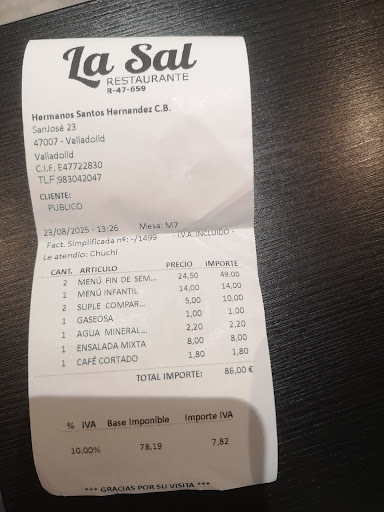 La Sal
RESTAURANTE
R-47-659
Hermanos Santos Hernandez C.B.
SanJosé 23
47007 - Valladolid
Valladolid
C.I.F. E47722830
TLF:983042047
CLIENTE:
PUBLICO
.
23/08/2025 - 13:26 Mesa: M7
Fact. Simplificada nº: -/1499 - I.V.A. INCLUIDO -
Le atendio: Chuchi
CANT. ARTICULO PRECIO IMPORTE
2 MENÚ FIN DE SEM... 24,50 49,00
1 MENÚ INFANTIL 14,00 14,00
2 SUPLE COMPAR... 5,00 10,00
1 GASEOSA 1,00 1,00
1 AGUA MINERAL... 2,20 2,20
1 ENSALADA MIXTA 8,00 8,00
1 CAFÉ CORTADO 1,80 1,80
TOTAL IMPORTE: 86,00 €
% IVA Base Imponible Importe IVA
10,00% 78,19 7,82
*** GRACIAS POR SU VISITA ***